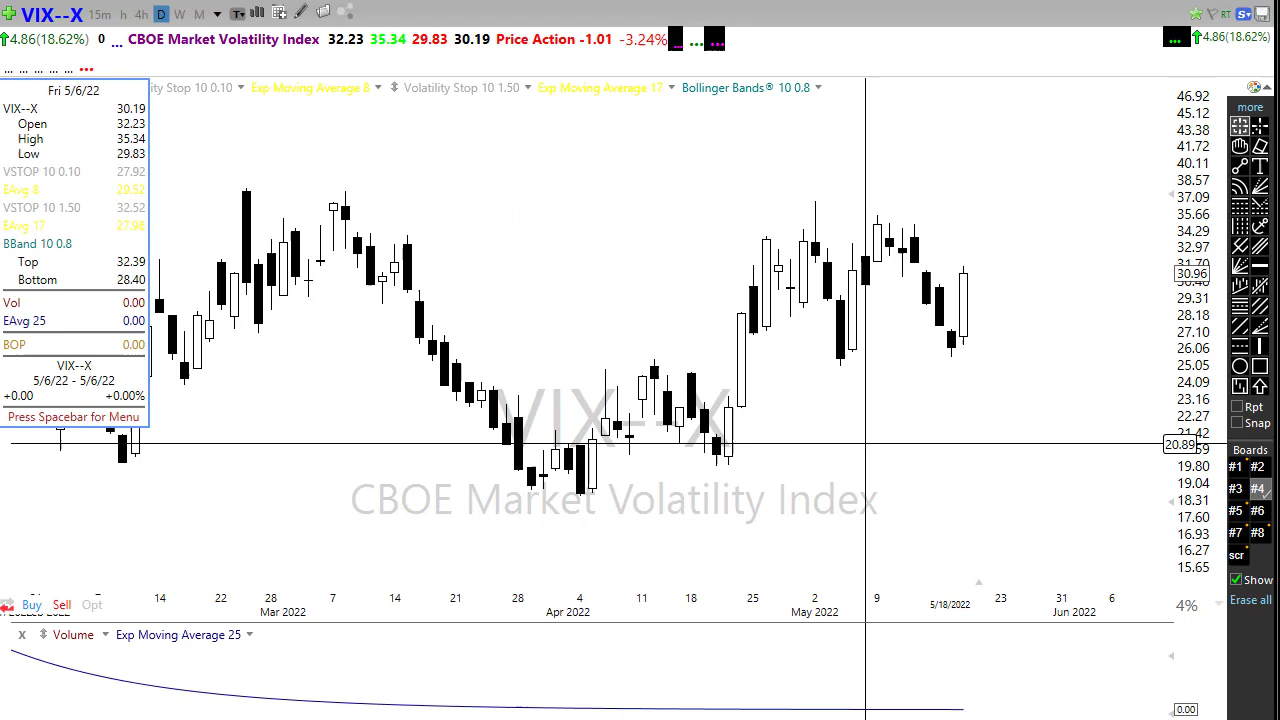 VIX--X 15m h 4h D W M T RT S
4.86(18.62%) 0 ... CBOE Market Volatility Index 32.23 35.34 29.83 30.19 Price Action -1.01 -3.24% ... ... ... ... 4.86(18.62%)
... ... ... ... ... ...
ity Stop 10 0.10 Exp Moving Average 8 Volatility Stop 10 1.50 Exp Moving Average 17 Bollinger Bands® 10 0.8
Fri 5/6/22
VIX--X 30.19
Open 32.23
High 35.34
Low 29.83
VSTOP 10 0.10 27.92
EAvg 8 29.52
VSTOP 10 1.50 32.52
EAvg 17 27.98
BBand 10 0.8
Top 32.39
Bottom 28.40
Vol 0.00
EAvg 25 0.00
BOP 0.00
VIX--X
5/6/22 - 5/6/22
+0.00 +0.00%
Press Spacebar for Menu
VIX--X
CBOE Market Volatility Index
46.92
45.12
43.38
41.72
40.11
38.57
37.09
35.66
34.29
32.97
31.70
30.96
29.31
28.18
27.10
26.06
25.05
24.09
23.16
22.27
21.42
20.89
19.80
19.04
18.31
17.60
16.93
16.27
15.65
more
T
Rpt
Snap
Boards
#1 #2
#3 #4
#5 #6
#7 #8
scr
Show
Erase all
14 22 28 7 14 21 28 4 11 18 25 2 9 5/18/2022 23 31 6
Mar 2022 Apr 2022 May 2022 Jun 2022
Buy Sell Opt
4%
x Volume Exp Moving Average 25
0.00